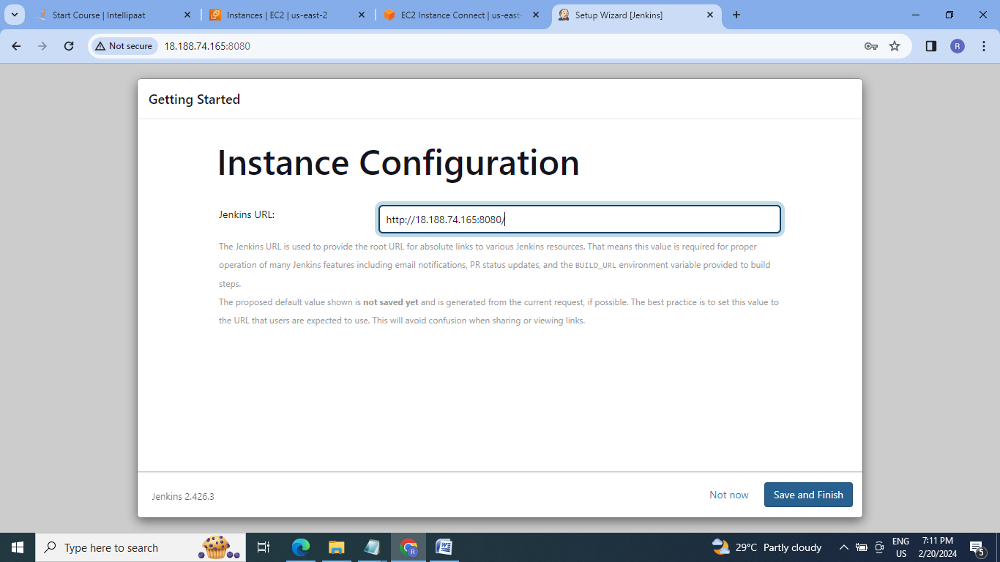 Start Course | Intellipaat
Instances | EC2 | us-east-2
EC2 Instance Connect | us-east-
Setup Wizard [Jenkins]
Not secure
18.188.74.165:8080
R
Getting Started
Instance Configuration
Jenkins URL:
http://18.188.74.165:8080/
The Jenkins URL is used to provide the root URL for absolute links to various Jenkins resources. That means this value is required for proper
operation of many Jenkins features including email notifications, PR status updates, and the BUILD_URL environment variable provided to build
steps.
The proposed default value shown is not saved yet and is generated from the current request, if possible. The best practice is to set this value to
the URL that users are expected to use. This will avoid confusion when sharing or viewing links.
Jenkins 2.426.3
Not now
Save and Finish
Type here to search
R
W
29°C Partly cloudy
ENG
US
7:11 PM
2/20/2024
5